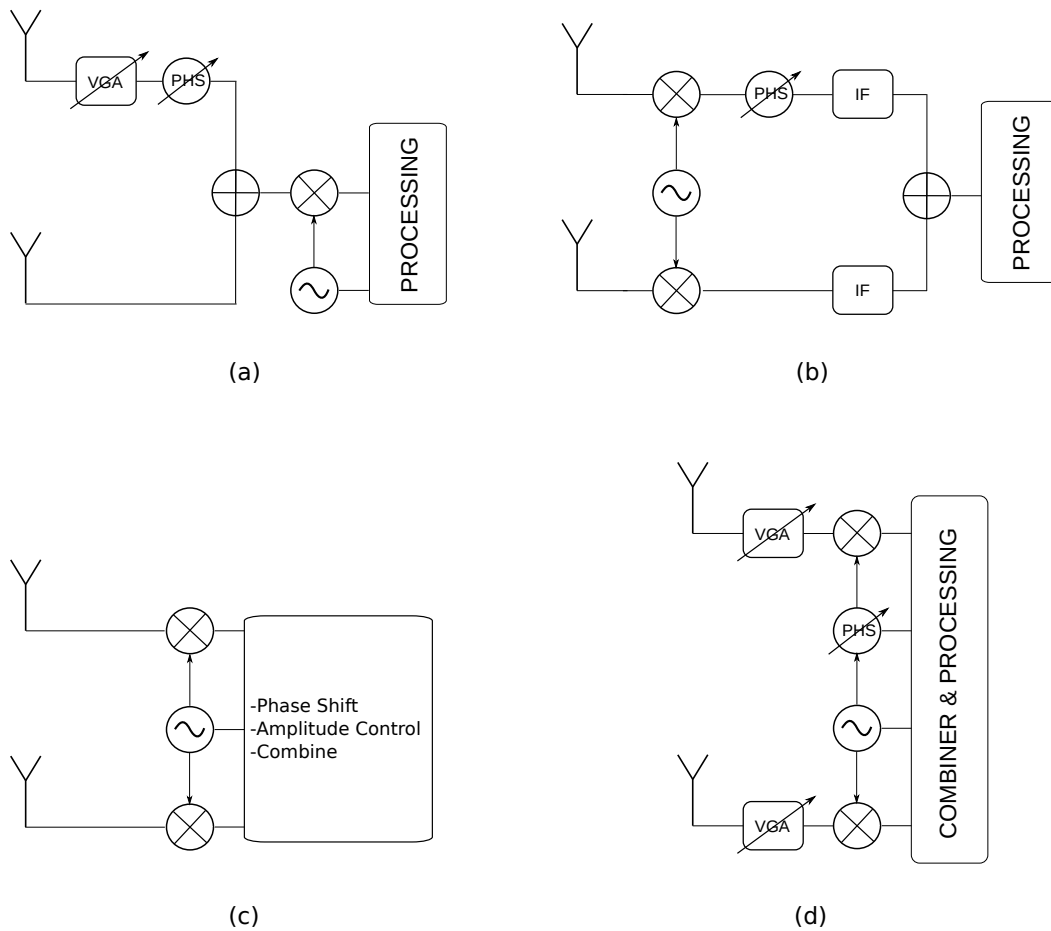 VGA
PHS
PROCESSING
(a)
PHS
IF
IF
PROCESSING
(b)
-Phase Shift
-Amplitude Control
-Combine
(c)
VGA
PHS
VGA
COMBINER & PROCESSING
(d)